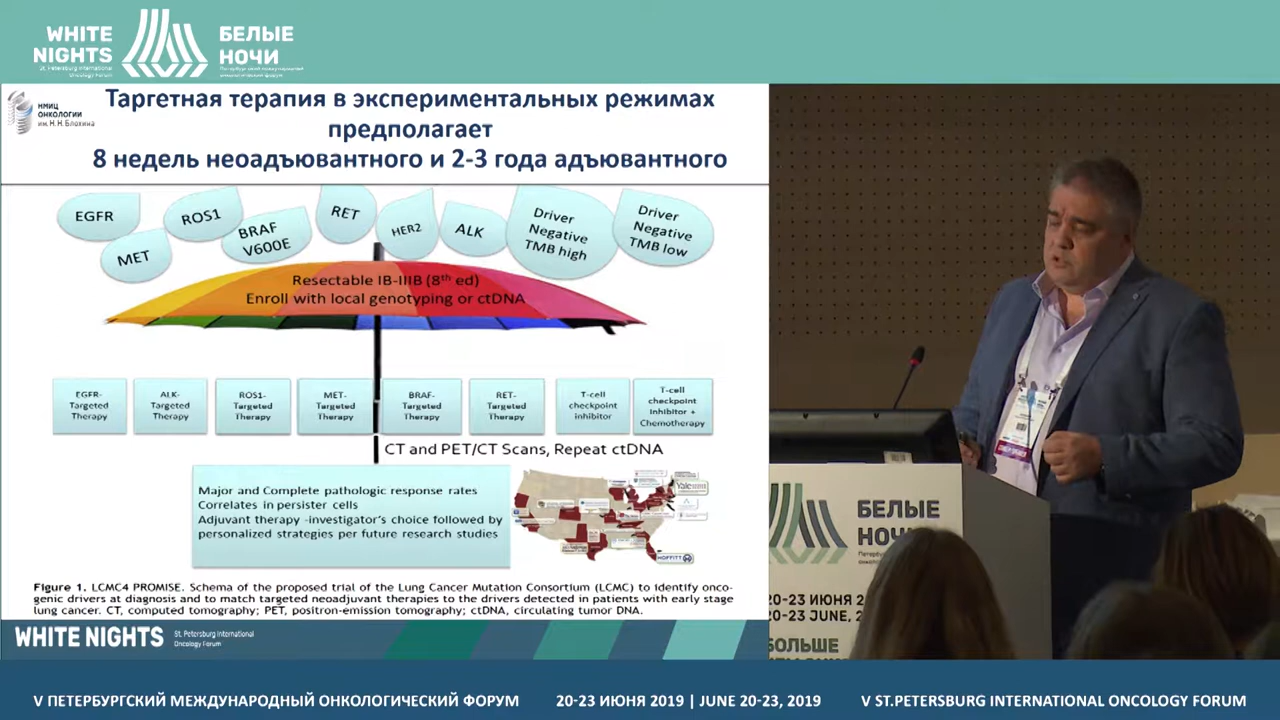 WHITE
NIGHTS
St. Petersburg International
Oncology Forum
БЕЛЫЕ
НОЧИ
Петербургский международный
онкологический форум
НМИЦ
ОНКОЛОГИИ
им. Н. Н. Блохина
Таргетная терапия в экспериментальных режимах
предполагает
8 недель неоадъювантного и 2-3 года адъювантного
EGFR
MET
ROS1
BRAF
V600E
RET
HER2
ALK
Driver
Negative
TMB high
Driver
Negative
TMB low
Resectable IB-IIIB (8th ed)
Enroll with local genotyping or ctDNA
EGFR-
Targeted
Therapy
ALK-
Targeted
Therapy
ROS1-
Targeted
Therapy
MET-
Targeted
Therapy
BRAF-
Targeted
Therapy
RET-
Targeted
Therapy
T-cell
checkpoint
inhibitor
T-cell
checkpoint
Inhibitor +
Chemotherapy
CT and PET/CT Scans, Repeat ctDNA
Major and Complete pathologic response rates
Correlates in persister cells
Adjuvant therapy -investigator's choice followed by
personalized strategies per future research studies
Yale
MOFFITT
Figure 1. LCMC4 PROMISE. Schema of the proposed trial of the Lung Cancer Mutation Consortium (LCMC) to identify onco-
genic drivers at diagnosis and to match targeted neoadjuvant therapies to the drivers detected in patients with early stage
lung cancer. CT, computed tomography; PET, positron-emission tomography; ctDNA, circulating tumor DNA.
WHITE NIGHTS
St. Petersburg International
Oncology Forum
БЕЛЫЕ
НОЧИ
20-23 ИЮНЯ 2
20-23 JUNE, 2
БОЛЬШЕ
V ПЕТЕРБУРГСКИЙ МЕЖДУНАРОДНЫЙ ОНКОЛОГИЧЕСКИЙ ФОРУМ
20-23 ИЮНЯ 2019 | JUNE 20-23, 2019
V ST.PETERSBURG INTERNATIONAL ONCOLOGY FORUM